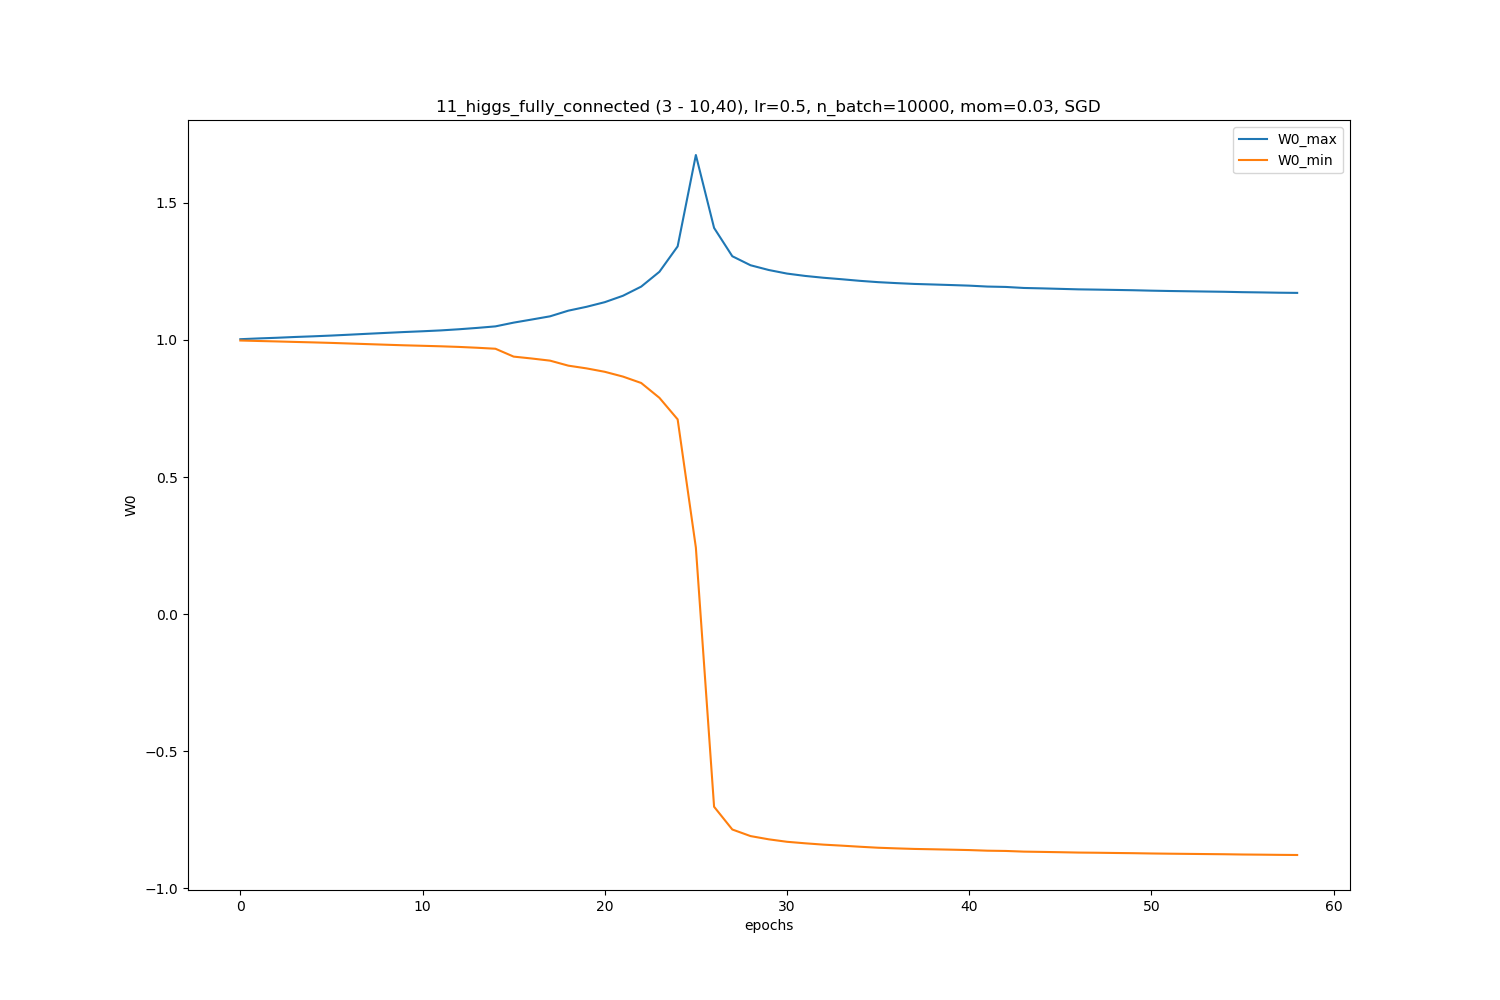 11_higgs_fully_connected (3 - 10,40), lr=0.5, n_batch=10000, mom=0.03, SGD
W0_max
W0_min
1.5
1.0
0.5
0.0
−0.5
−1.0
W0
0 10 20 30 40 50 60
epochs